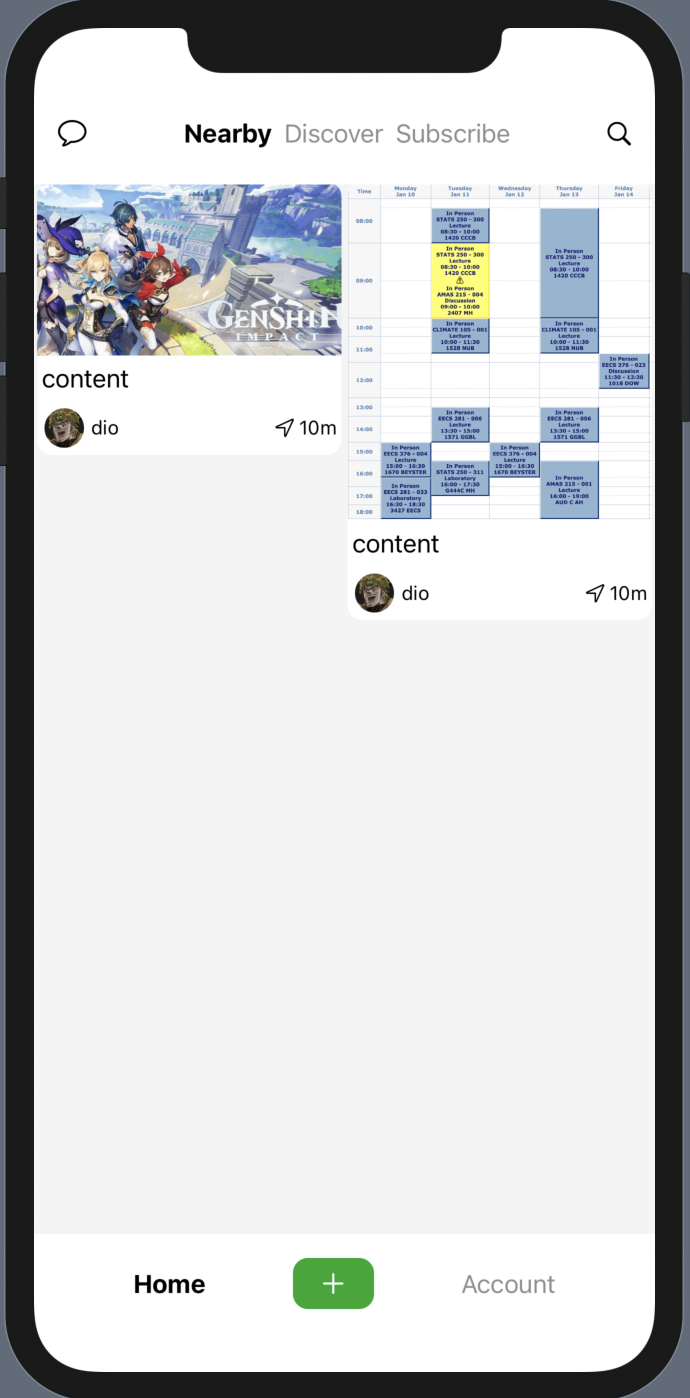 Nearby Discover Subscribe
GENSHIN
IMPACT
content
dio
10m
Time
Monday
Jan 10
Tuesday
Jan 11
Wednesday
Jan 12
Thursday
Jan 13
Friday
Jan 14
08:00
09:00
10:00
11:00
12:00
13:00
14:00
15:00
16:00
17:00
18:00
In Person
EECS 376 - 004
Lecture
15:00 - 16:30
1670 BEYSTER
In Person
EECS 281 - 033
Laboratory
16:30 - 18:30
3427 EECS
In Person
STATS 250 - 300
Lecture
08:30 - 10:00
1420 CCCB
In Person
STATS 250 - 300
Lecture
08:30 - 10:00
1420 CCCB
In Person
AMAS 215 - 004
Discussion
09:00 - 10:00
2407 MH
In Person
CLIMATE 105 - 001
Lecture
10:00 - 11:30
1528 NUB
In Person
EECS 281 - 006
Lecture
13:30 - 15:00
1571 GGBL
In Person
STATS 250 - 311
Laboratory
16:00 - 17:30
G444C MH
In Person
EECS 376 - 004
Lecture
15:00 - 16:30
1670 BEYSTER
In Person
STATS 250 - 300
Lecture
08:30 - 10:00
1420 CCCB
In Person
CLIMATE 105 - 001
Lecture
10:00 - 11:30
1528 NUB
In Person
EECS 281 - 006
Lecture
13:30 - 15:00
1571 GGBL
In Person
AMAS 215 - 001
Lecture
16:00 - 19:00
AUD C AH
In Person
EECS 376 - 023
Discussion
11:30 - 12:30
1018 DOW
content
dio
10m
Home
+
Account